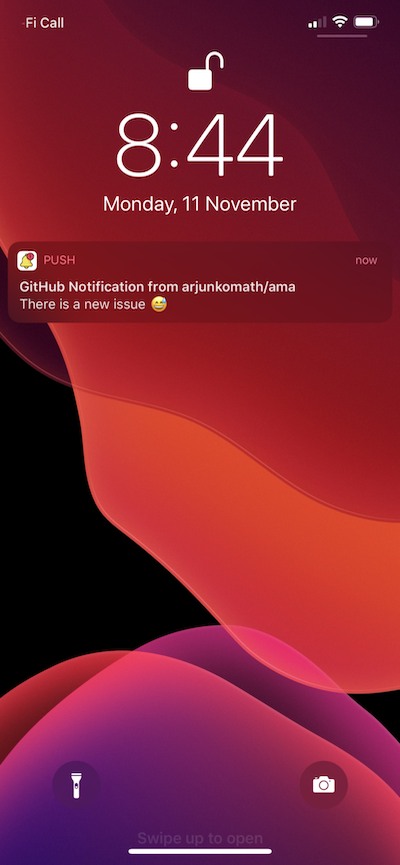 Fi Call
8:44
Monday, 11 November
PUSH now
GitHub Notification from arjunkomath/ama
There is a new issue 😅
Swipe up to open